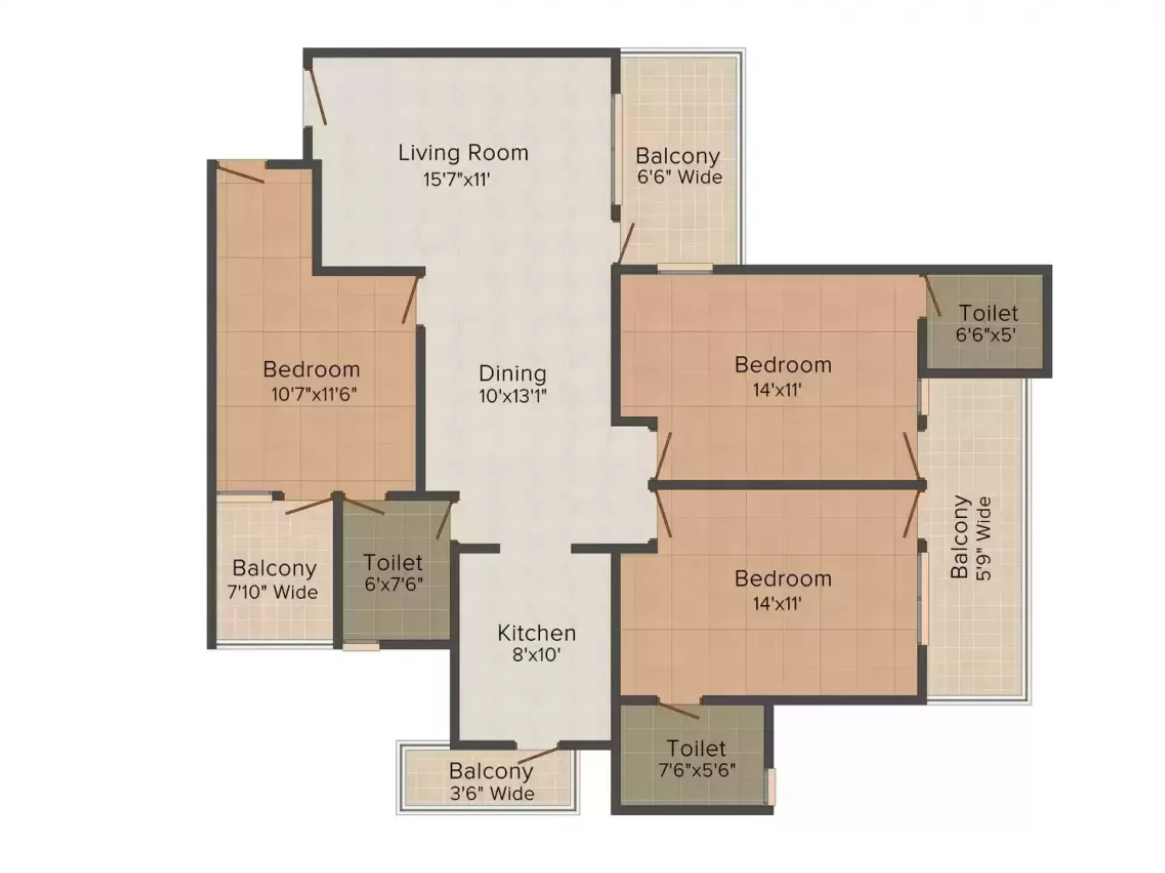 Living Room
15'7"x11'
Balcony
6'6" Wide
Toilet
6'6"x5'
Bedroom
10'7"x11'6"
Dining
10'x13'1"
Bedroom
14'x11'
Balcony
5'9" Wide
Balcony
7'10" Wide
Toilet
6'x7'6"
Kitchen
8'x10'
Bedroom
14'x11'
Toilet
7'6"x5'6"
Balcony
3'6" Wide